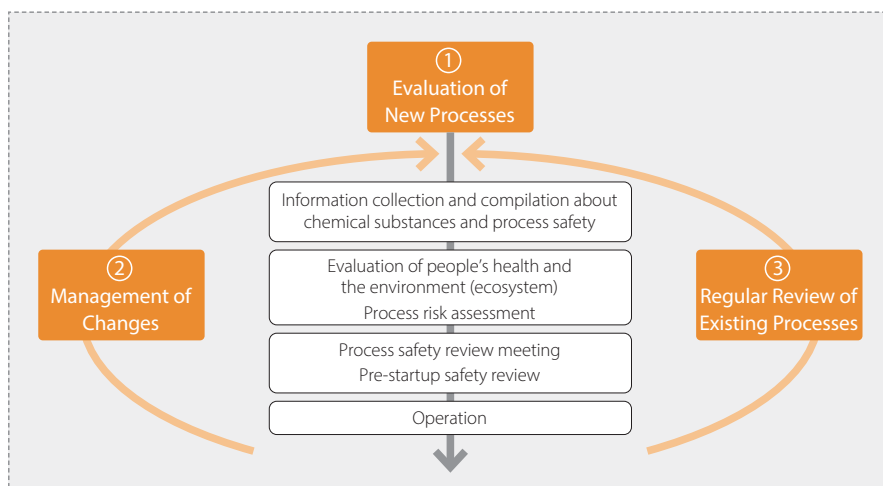 ①
Evaluation of
New Processes
Information collection and compilation about
chemical substances and process safety
Evaluation of people’s health and
the environment (ecosystem)
Process risk assessment
②
Management of
Changes
③
Regular Review of
Existing Processes
Process safety review meeting
Pre-startup safety review
Operation